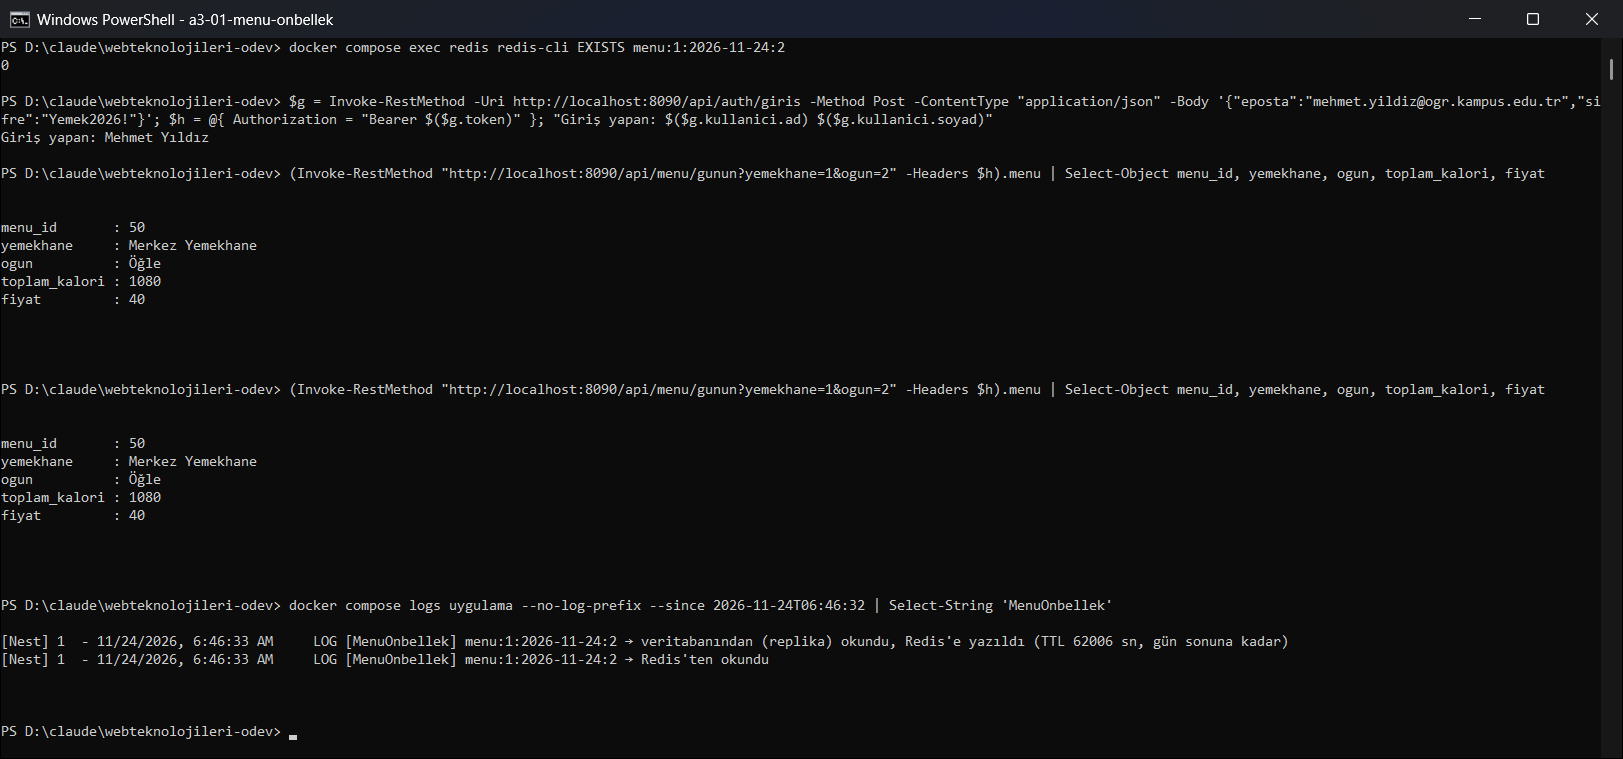 Windows PowerShell - a3-01-menu-onbellek
PS D:\claude\webteknolojileri-odev> docker compose exec redis redis-cli EXISTS menu:1:2026-11-24:2
0
PS D:\claude\webteknolojileri-odev> $g = Invoke-RestMethod -Uri http://localhost:8090/api/auth/giris -Method Post -ContentType "application/json" -Body '{"eposta":"mehmet.yildiz@ogr.kampus.edu.tr","si
fre":"Yemek2026!"}'; $h = @{ Authorization = "Bearer $($g.token)" }; "Giriş yapan: $($g.kullanici.ad) $($g.kullanici.soyad)"
Giriş yapan: Mehmet Yıldız
PS D:\claude\webteknolojileri-odev> (Invoke-RestMethod "http://localhost:8090/api/menu/gunun?yemekhane=1&ogun=2" -Headers $h).menu | Select-Object menu_id, yemekhane, ogun, toplam_kalori, fiyat
menu_id       : 50
yemekhane     : Merkez Yemekhane
ogun          : Öğle
toplam_kalori : 1080
fiyat         : 40
PS D:\claude\webteknolojileri-odev> (Invoke-RestMethod "http://localhost:8090/api/menu/gunun?yemekhane=1&ogun=2" -Headers $h).menu | Select-Object menu_id, yemekhane, ogun, toplam_kalori, fiyat
menu_id       : 50
yemekhane     : Merkez Yemekhane
ogun          : Öğle
toplam_kalori : 1080
fiyat         : 40
PS D:\claude\webteknolojileri-odev> docker compose logs uygulama --no-log-prefix --since 2026-11-24T06:46:32 | Select-String 'MenuOnbellek'
[Nest] 1  - 11/24/2026, 6:46:33 AM     LOG [MenuOnbellek] menu:1:2026-11-24:2 → veritabanından (replika) okundu, Redis'e yazıldı (TTL 62006 sn, gün sonuna kadar)
[Nest] 1  - 11/24/2026, 6:46:33 AM     LOG [MenuOnbellek] menu:1:2026-11-24:2 → Redis'ten okundu
PS D:\claude\webteknolojileri-odev>